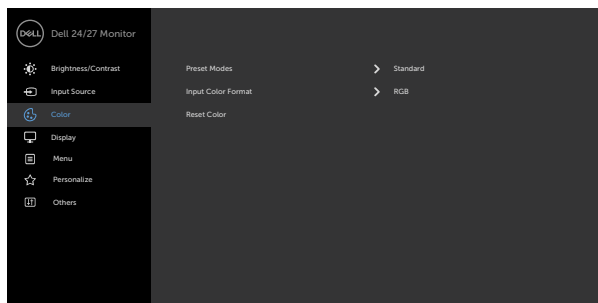 DELL Dell 24/27 Monitor
Brightness/Contrast Preset Modes Standard
Input Source Input Color Format RGB
Color Reset Color
Display
Menu
Personalize
Others